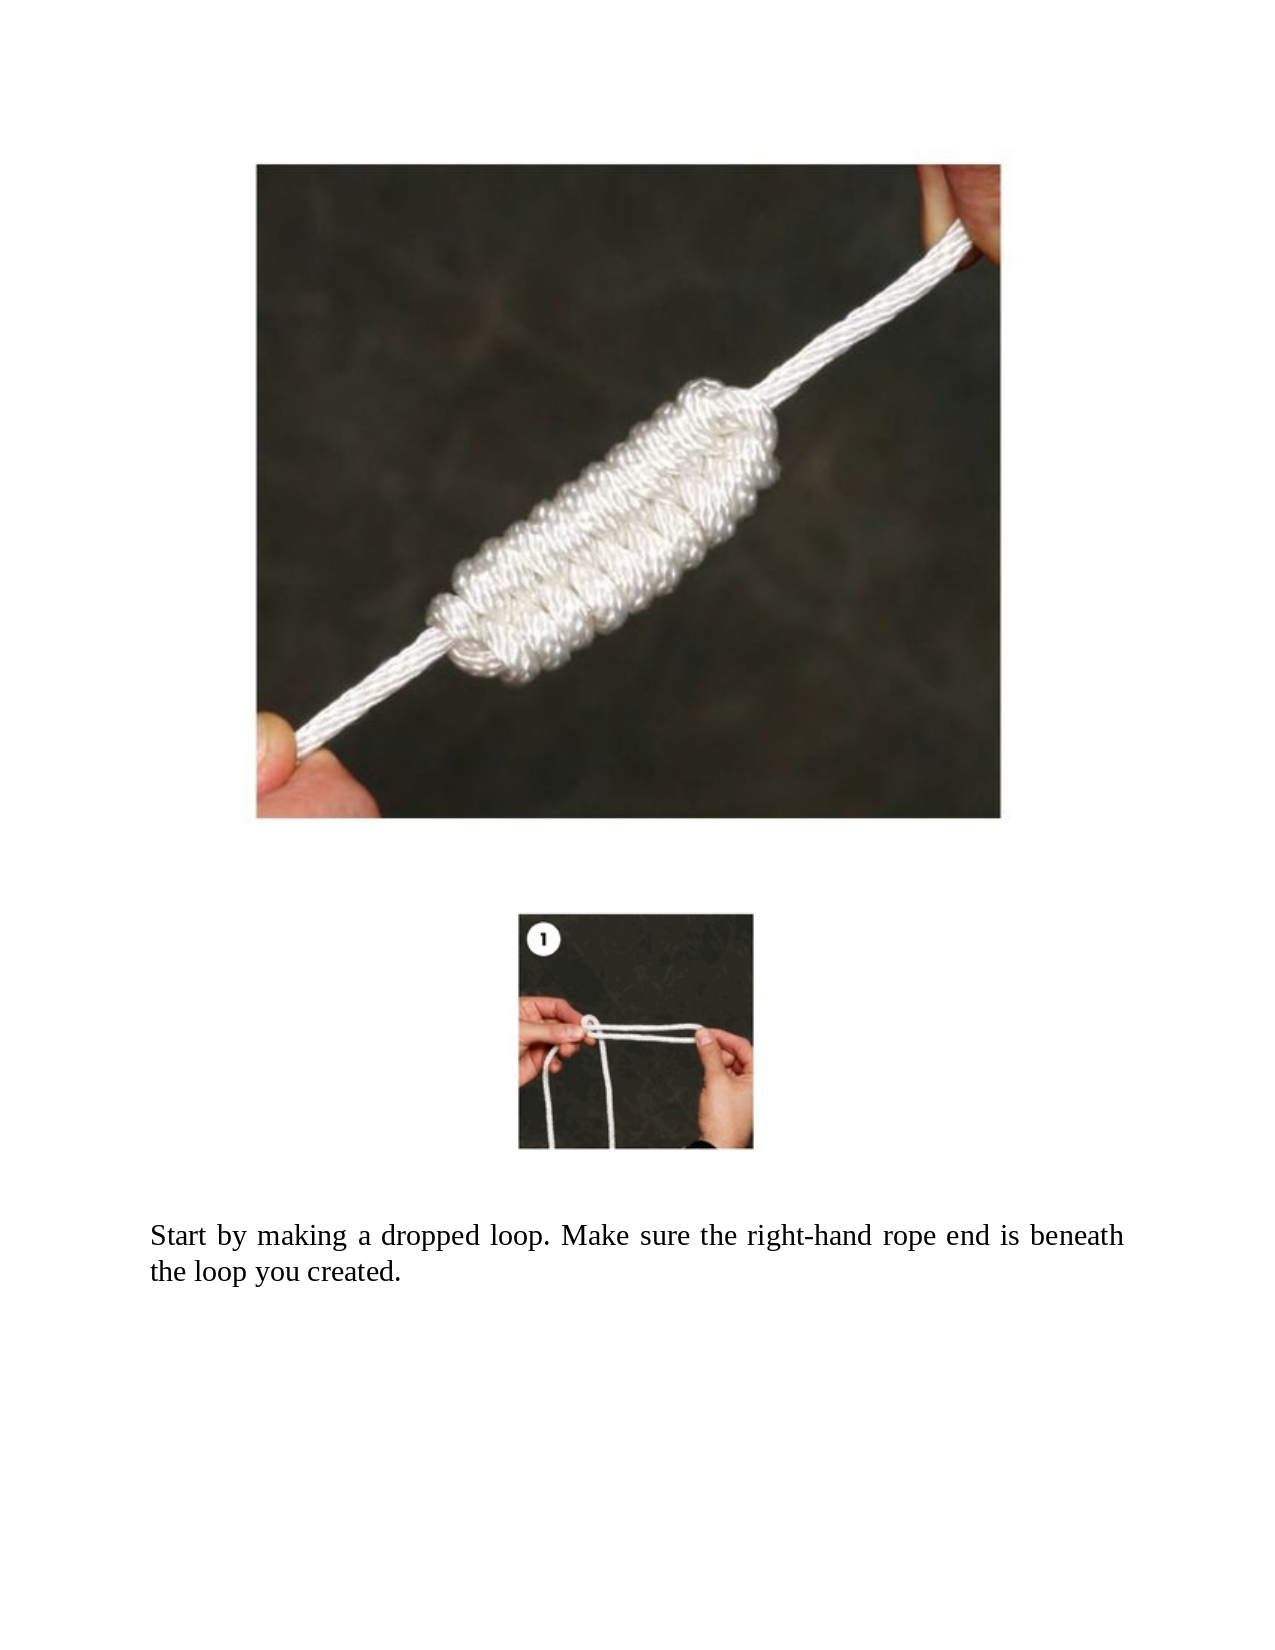 1
Start by making a dropped loop. Make sure the right-hand rope end is beneath
the loop you created.